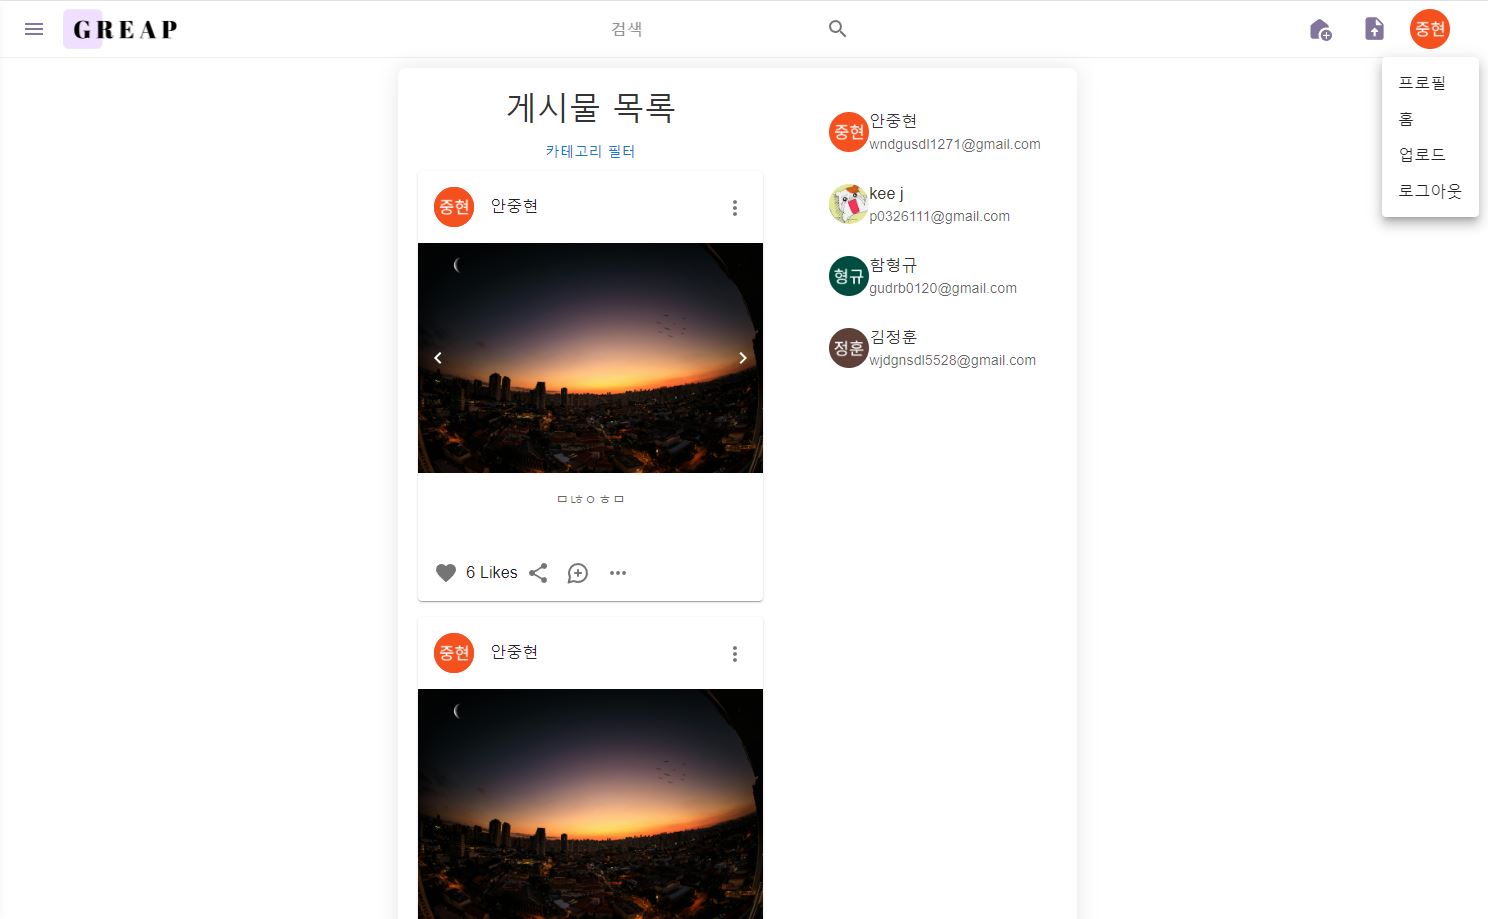 GREAP
검색
중현
프로필
홈
업로드
로그아웃
게시물 목록
카테고리 필터
중현
안중현
ㅁㄶㅇㅎㅁ
6 Likes
중현
안중현
중현
안중현
wndgusdl1271@gmail.com
kee j
p0326111@gmail.com
형규
함형규
gudrb0120@gmail.com
정훈
김정훈
wjdgnsdl5528@gmail.com